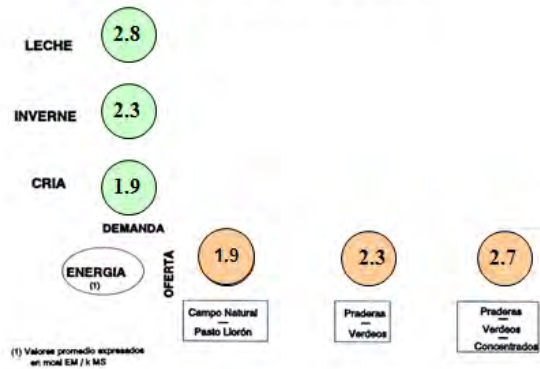 LECHE
2.8
INVERNE
2.3
CRIA
1.9
DEMANDA
ENERGIA
(1)
OFERTA
1.9
2.3
2.7
Campo Natural
Pasto Llorón
Praderas
Verdeos
Praderas
Verdeos
Concentrados
(1) Valores promedio expresados
en mcal EM / k MS